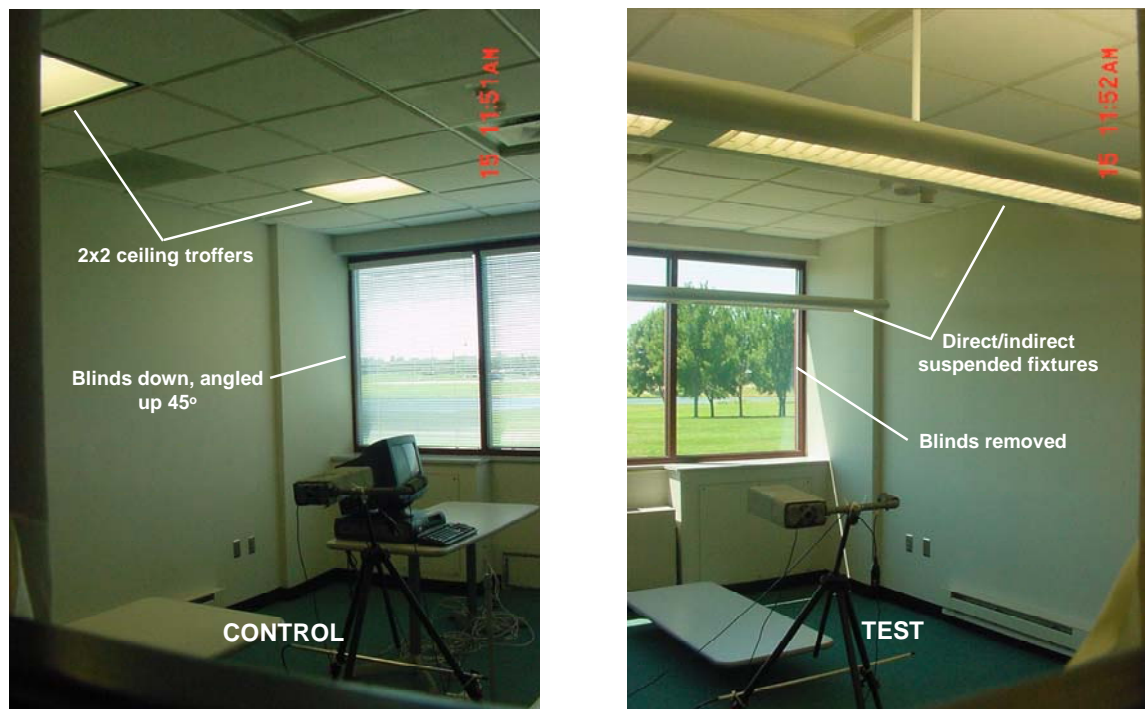 15 11:51AM
2x2 ceiling troffers
Blinds down, angled
up 45º
CONTROL
15 11:52AM
Direct/indirect
suspended fixtures
Blinds removed
TEST